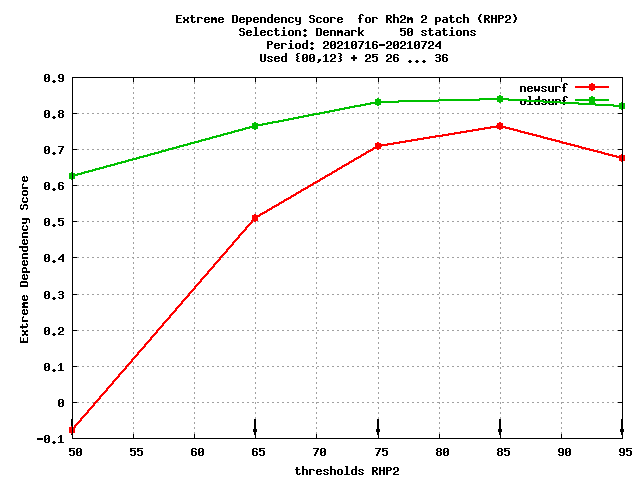 Extreme Dependency Score  for Rh2m 2 patch (RHP2)
Selection: Denmark     50 stations
Period: 20210716-20210724
Used {00,12} + 25 26 ... 36
newsurf
oldsurf
Extreme Dependency Score
0.9
0.8
0.7
0.6
0.5
0.4
0.3
0.2
0.1
0
-0.1
50 55 60 65 70 75 80 85 90 95
thresholds RHP2